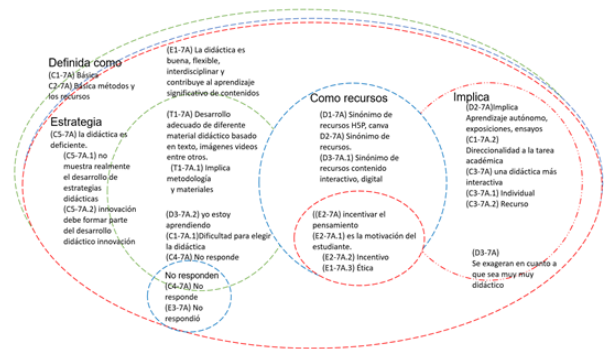 Definida como
(C1-7A) Básica
C2-7A) Básica métodos y
los recursos
Estrategia
(C5-7A) la didáctica es
deficiente.
(C5-7A.1) no
muestra realmente
el desarrollo de
estrategias
didácticas
(C5-7A.2) innovación
debe formar parte
del desarrollo
didáctico innovación
(E1-7A) La didáctica es
buena, flexible,
interdisciplinar y
contribuye al aprendizaje
significativo de contenidos
(T1-7A) Desarrollo
adecuado de diferente
material didáctico basado
en texto, imágenes videos
entre otros.
(T1-7A.1) Implica
metodología
y materiales
(D3-7A.2) yo estoy
aprendiendo
(C1-7A.1)Dificultad para elegir
la didáctica
(C4-7A) No responde
No responden
(C4-7A) No
responde
(E3-7A) No
respondió
Como recursos
(D1-7A) Sinónimo de
recursos H5P, canva
D2-7A) Sinónimo de
recursos.
(D3-7A.1) Sinónimo de
recursos contenido
interactivo, digital
((E2-7A) incentivar el
pensamiento
(E2-7A.1) es la motivación del
estudiante.
(E2-7A.2) Incentivo
(E1-7A.3) Ética
Implica
(D2-7A)Implica
Aprendizaje autónomo,
exposiciones, ensayos
(C1-7A.2)
Direccionalidad a la tarea
académica
(C3-7A) una didáctica más
interactiva
(C3-7A.1) Individual
(C3-7A.2) Recurso
(D3-7A)
Se exageran en cuanto a
que sea muy muy
didáctico